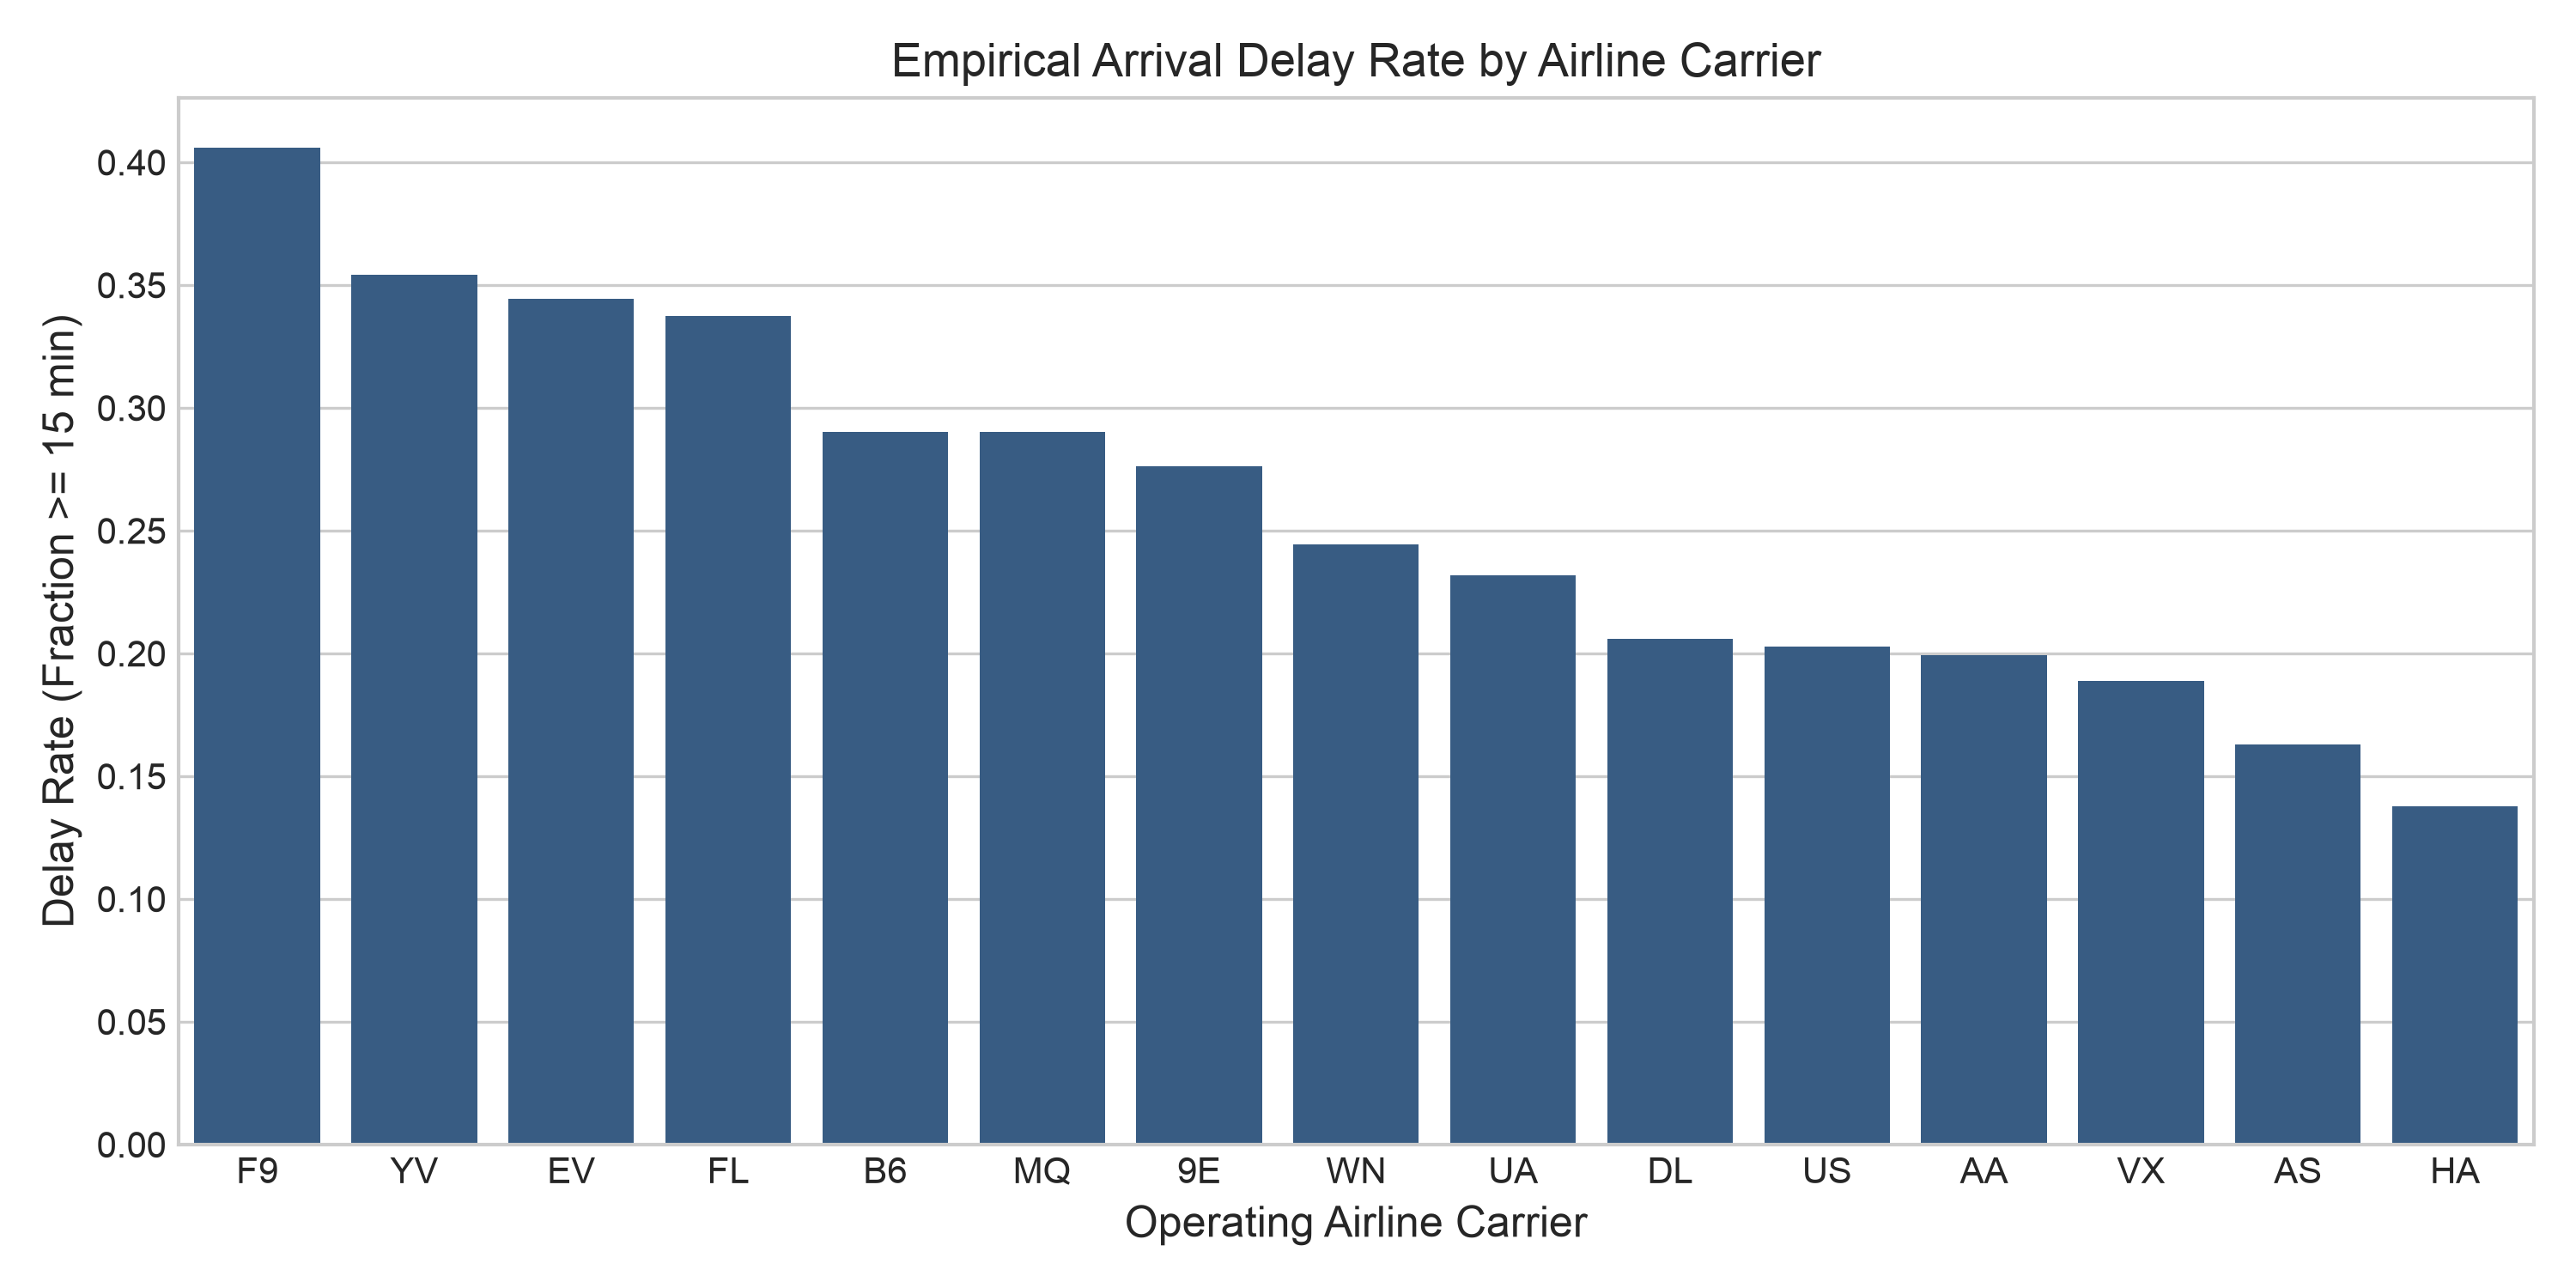 Empirical Arrival Delay Rate by Airline Carrier
Delay Rate (Fraction >= 15 min)
0.40
0.35
0.30
0.25
0.20
0.15
0.10
0.05
0.00
F9 YV EV FL B6 MQ 9E WN UA DL US AA VX AS HA
Operating Airline Carrier